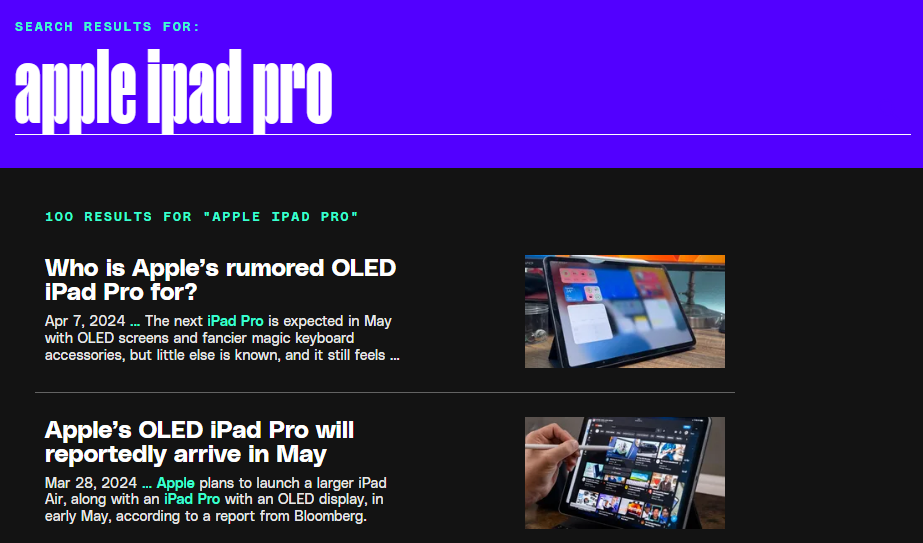 SEARCH RESULTS FOR:
apple ipad pro
100 RESULTS FOR "APPLE IPAD PRO"
Who is Apple’s rumored OLED
iPad Pro for?
Apr 7, 2024 ... The next iPad Pro is expected in May
with OLED screens and fancier magic keyboard
accessories, but little else is known, and it still feels ...
Apple’s OLED iPad Pro will
reportedly arrive in May
Mar 28, 2024 ... Apple plans to launch a larger iPad
Air, along with an iPad Pro with an OLED display, in
early May, according to a report from Bloomberg.